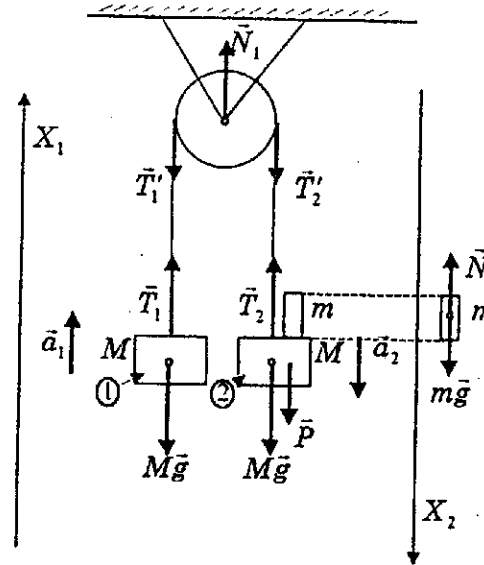 N⃗₁
X₁
T⃗₁′ T⃗₂′
N⃗
T⃗₁ T⃗₂ m
a⃗₁ M M a⃗₂
① ② P⃗ mg⃗
Mg⃗ Mg⃗
X₂